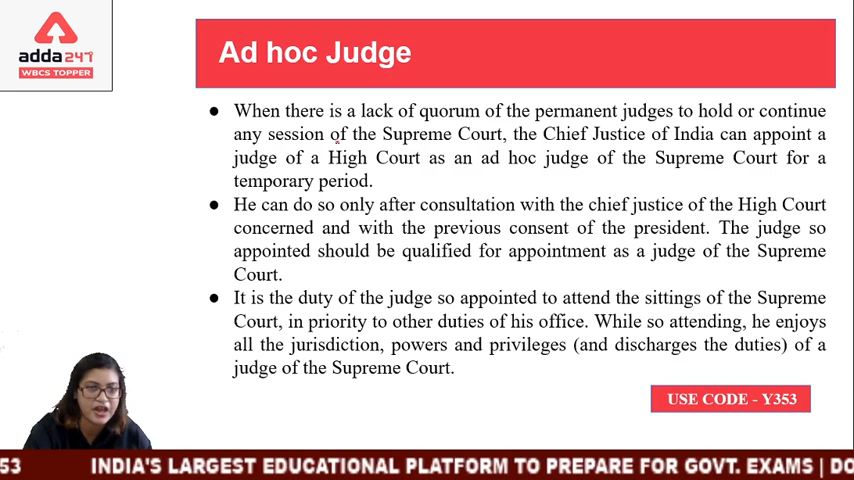 adda247
WBCS TOPPER
Ad hoc Judge
● When there is a lack of quorum of the permanent judges to hold or continue
any session of the Supreme Court, the Chief Justice of India can appoint a
judge of a High Court as an ad hoc judge of the Supreme Court for a
temporary period.
● He can do so only after consultation with the chief justice of the High Court
concerned and with the previous consent of the president. The judge so
appointed should be qualified for appointment as a judge of the Supreme
Court.
● It is the duty of the judge so appointed to attend the sittings of the Supreme
Court, in priority to other duties of his office. While so attending, he enjoys
all the jurisdiction, powers and privileges (and discharges the duties) of a
judge of the Supreme Court.
USE CODE - Y353
53 INDIA'S LARGEST EDUCATIONAL PLATFORM TO PREPARE FOR GOVT. EXAMS | DO